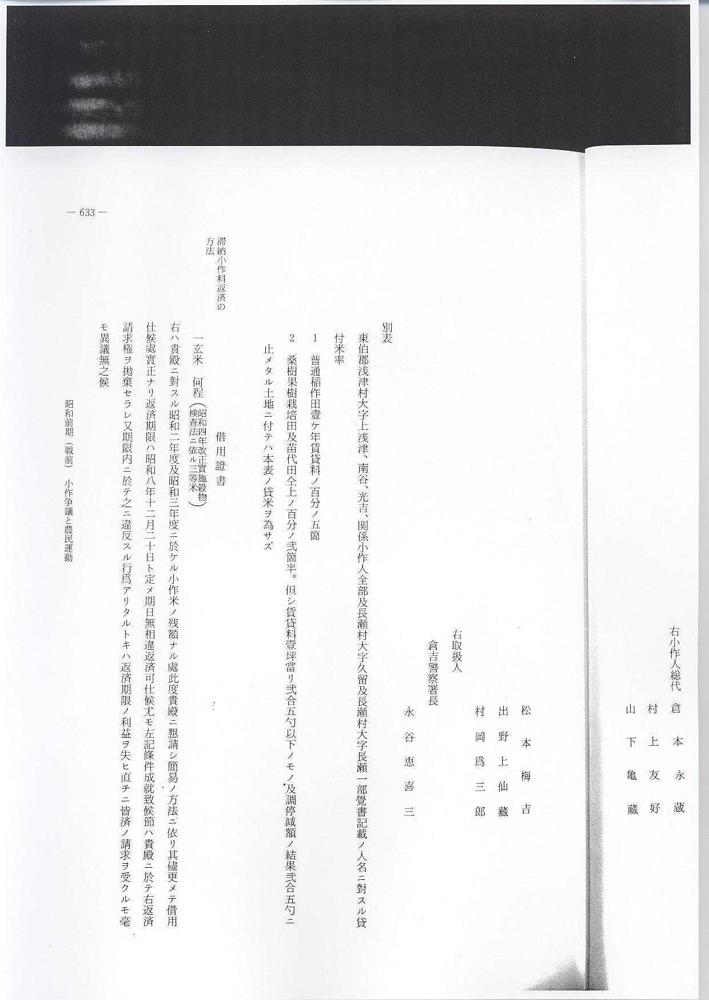 右小作人総代　倉本永蔵
村上友好
山下亀藏
松本梅吉
出野上仙藏
村岡爲三郎
右取扱人
倉吉警察署長
永谷恵喜三
別表
東伯郡浅津村大字上浅津、南谷、光吉、関係小作人全部及長瀬村大字久留及長瀬村大字長瀬一部覺書記載ノ人名ニ對スル貸
付米率
1　普通稲作田壹ケ年賃貸料ノ百分ノ五箇
2　桑樹果樹栽培田及苗代田仝上ノ百分ノ弐箇半。但シ賃貸料壹坪當リ弐合五勺以下ノモノ及調停減額ノ結果弐合五勺ニ
止メタル土地ニ付テハ本表ノ貸米ヲ為サズ
滞納小作料返済の
方法
借用證書
一玄米　何程（昭和四年改正實施穀物
検査法ニ依ル三等米）
右ハ貴殿ニ對スル昭和二年度及昭和三年度ニ於ケル小作米ノ残額ナル處此度貴殿ニ懇請シ簡易ノ方法ニ依リ其儘更メテ借用
仕候處實正ナリ返済期限ハ昭和八年十二月二十日ト定メ期日無相違返済可仕候尤モ左記條件成就致候節ハ貴殿ニ於テ右返済
請求権ヲ抛棄セラレ又期限内ニ於テ之ニ違反スル行爲アリタルトキハ返済期限ノ利益ヲ失ヒ直チニ皆済ノ請求ヲ受クルモ毫
モ異議無之候
昭和前期（戦前）　小作争議と農民運動
— 633 —